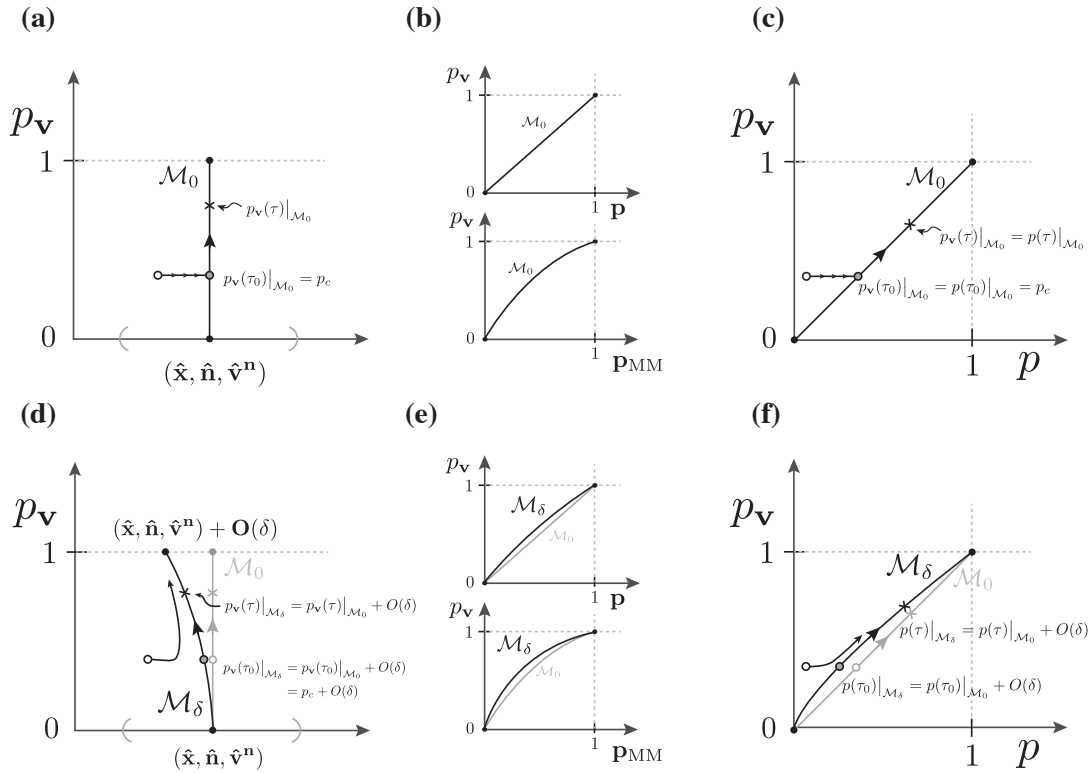 (a)
p_v
1
M_0
p_v(τ)|_{M_0}
p_v(τ_0)|_{M_0} = p_c
0
(x̂, n̂, v̂^n)
(b)
p_v
1
M_0
0
1
p
p_v
1
M_0
0
1
p_MM
(c)
p_v
1
M_0
p_v(τ)|_{M_0} = p(τ)|_{M_0}
p_v(τ_0)|_{M_0} = p(τ_0)|_{M_0} = p_c
0
1
p
(d)
p_v
(x̂, n̂, v̂^n) + O(δ)
1
M_0
p_v(τ)|_{M_δ} = p_v(τ)|_{M_0} + O(δ)
p_v(τ_0)|_{M_δ} = p_v(τ_0)|_{M_0} + O(δ)
= p_c + O(δ)
M_δ
0
(x̂, n̂, v̂^n)
(e)
p_v
1
M_δ
M_0
0
1
p
p_v
1
M_δ
M_0
0
1
p_MM
(f)
p_v
1
M_δ
M_0
p(τ)|_{M_δ} = p(τ)|_{M_0} + O(δ)
p(τ_0)|_{M_δ} = p(τ_0)|_{M_0} + O(δ)
0
1
p